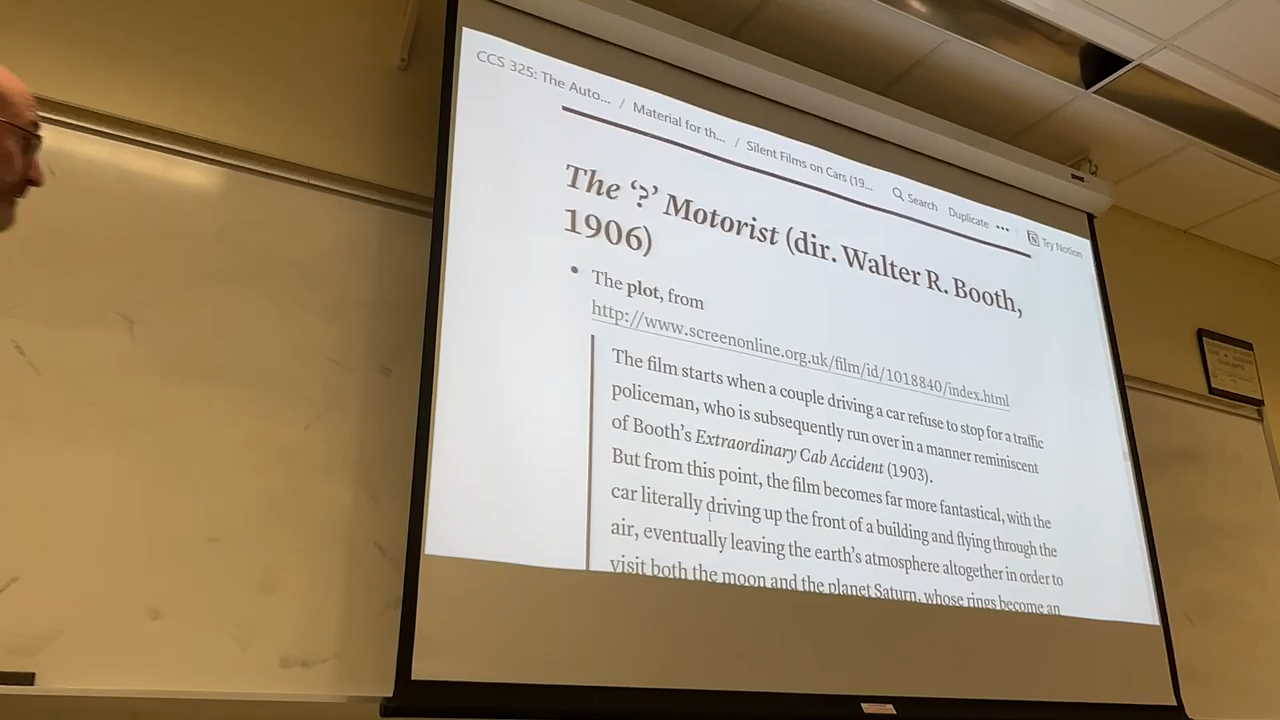 CCS 325: The Auto... / Material for th... / Silent Films on Cars (19... Search Duplicate ••• Try Notion
The ‘?’ Motorist (dir. Walter R. Booth,
1906)
• The plot, from
http://www.screenonline.org.uk/film/id/1018840/index.html
The film starts when a couple driving a car refuse to stop for a traffic
policeman, who is subsequently run over in a manner reminiscent
of Booth’s Extraordinary Cab Accident (1903).
But from this point, the film becomes far more fantastical, with the
car literally driving up the front of a building and flying through the
air, eventually leaving the earth’s atmosphere altogether in order to
visit both the moon and the planet Saturn, whose rings become an